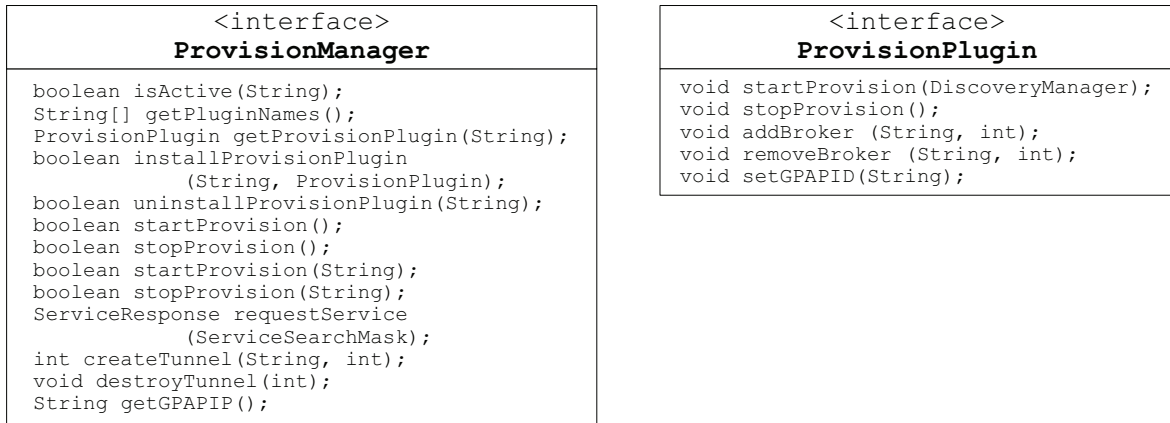 <interface>
ProvisionManager
boolean isActive(String);
String[] getPluginNames();
ProvisionPlugin getProvisionPlugin(String);
boolean installProvisionPlugin
(String, ProvisionPlugin);
boolean uninstallProvisionPlugin(String);
boolean startProvision();
boolean stopProvision();
boolean startProvision(String);
boolean stopProvision(String);
ServiceResponse requestService
(ServiceSearchMask);
int createTunnel(String, int);
void destroyTunnel(int);
String getGPAPIP();
<interface>
ProvisionPlugin
void startProvision(DiscoveryManager);
void stopProvision();
void addBroker (String, int);
void removeBroker (String, int);
void setGPAPID(String);